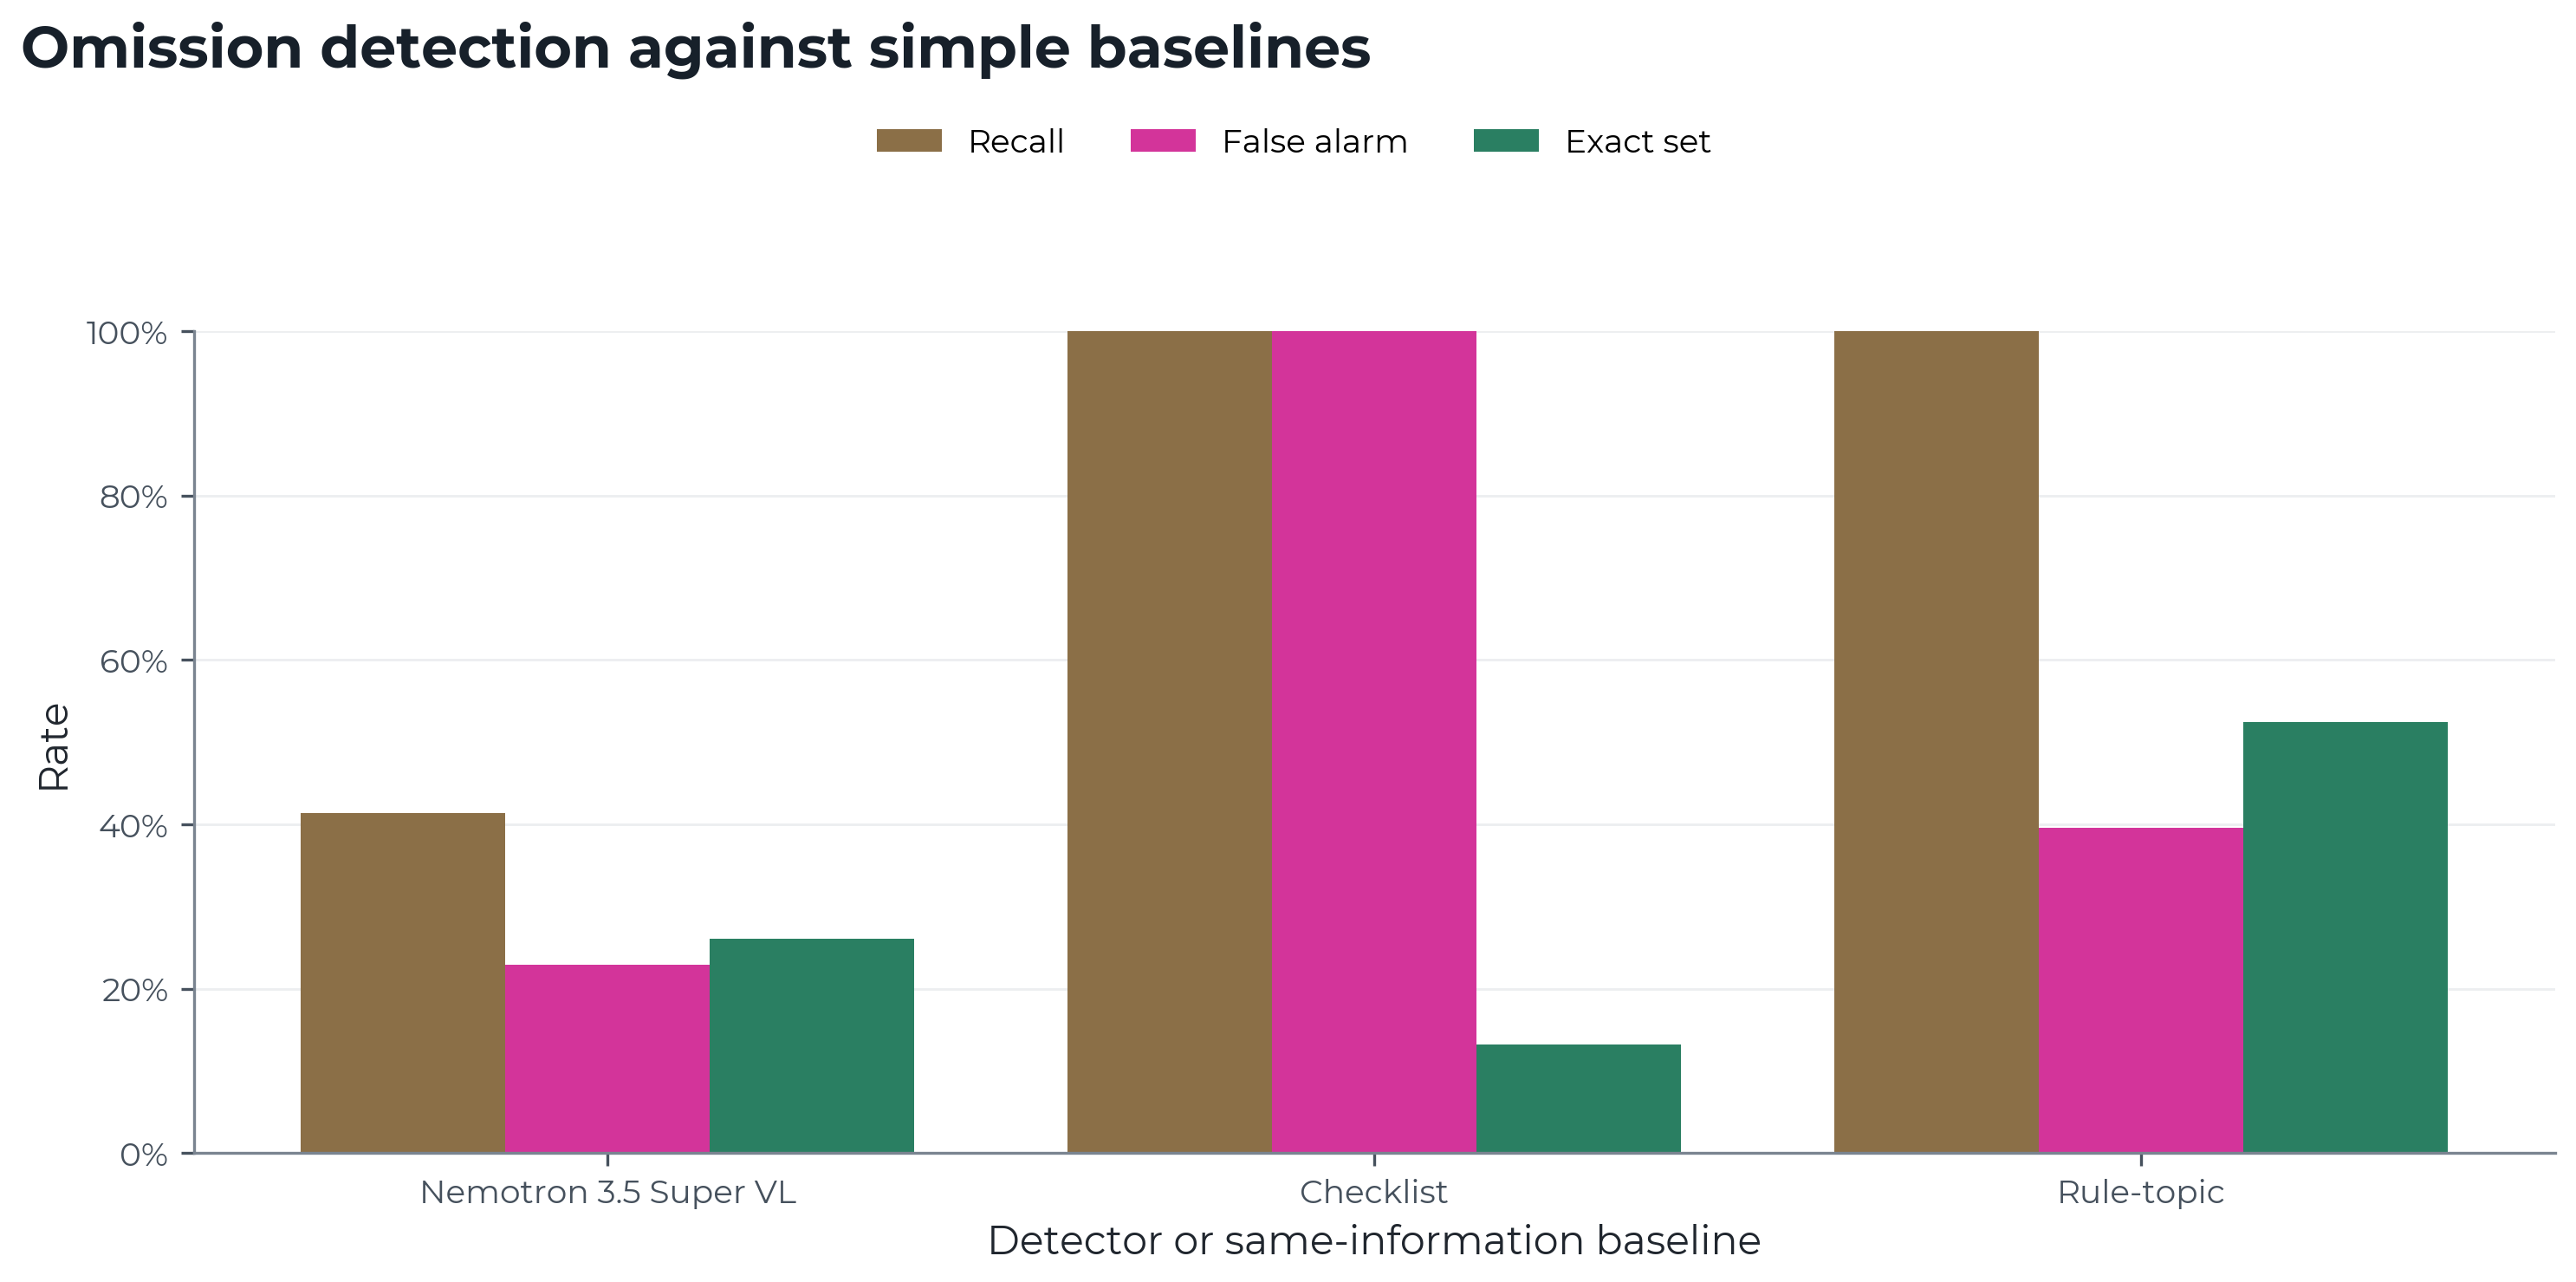 Omission detection against simple baselines
Recall False alarm Exact set
100%
80%
60%
40%
20%
0%
Rate
Nemotron 3.5 Super VL Checklist Rule-topic
Detector or same-information baseline